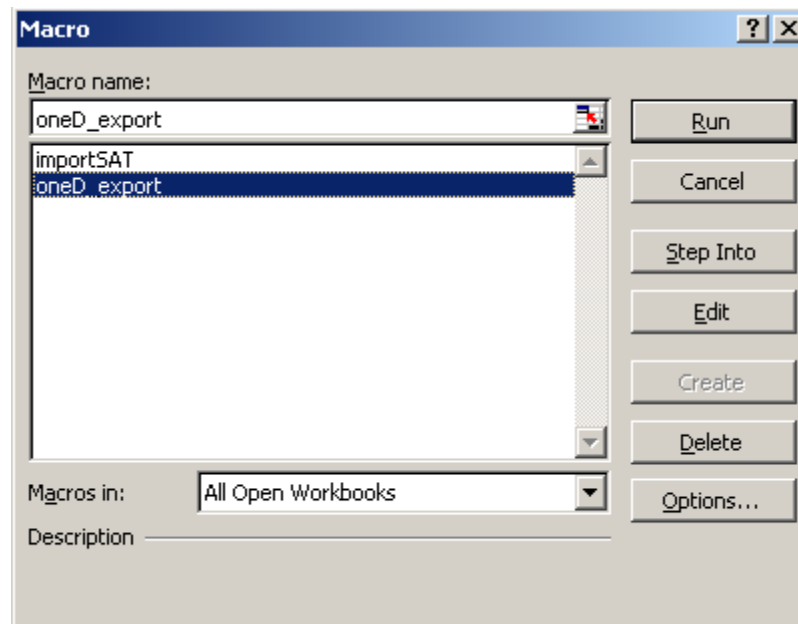 Macro
Macro name:
oneD_export
Run
importSAT
oneD_export
Cancel
Step Into
Edit
Create
Delete
Macros in:
All Open Workbooks
Options...
Description